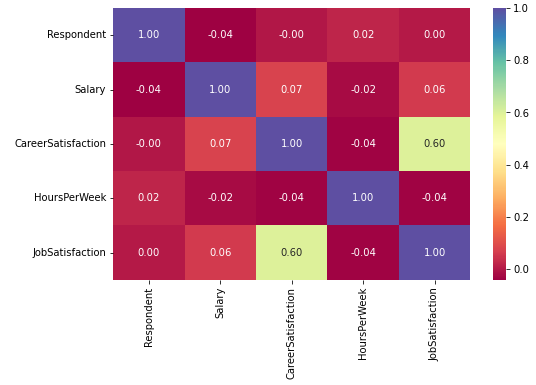 Respondent 1.00 -0.04 -0.00 0.02 0.00
Salary -0.04 1.00 0.07 -0.02 0.06
CareerSatisfaction -0.00 0.07 1.00 -0.04 0.60
HoursPerWeek 0.02 -0.02 -0.04 1.00 -0.04
JobSatisfaction 0.00 0.06 0.60 -0.04 1.00
Respondent
Salary
CareerSatisfaction
HoursPerWeek
JobSatisfaction
1.0
0.8
0.6
0.4
0.2
0.0